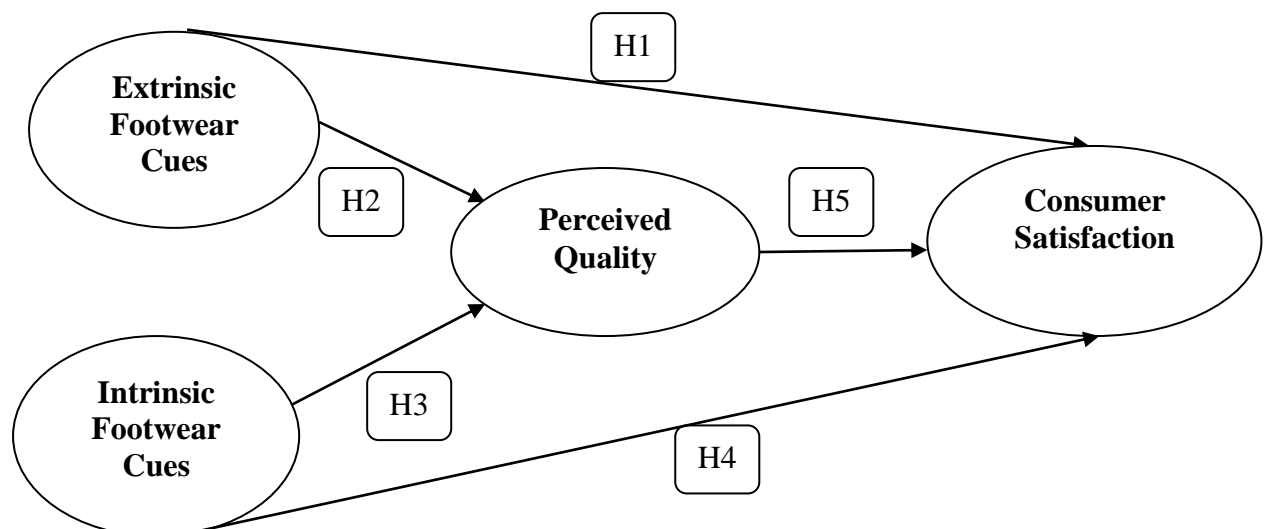 H1
Extrinsic
Footwear
Cues
H2
Perceived
Quality
H5
Consumer
Satisfaction
Intrinsic
Footwear
Cues
H3
H4